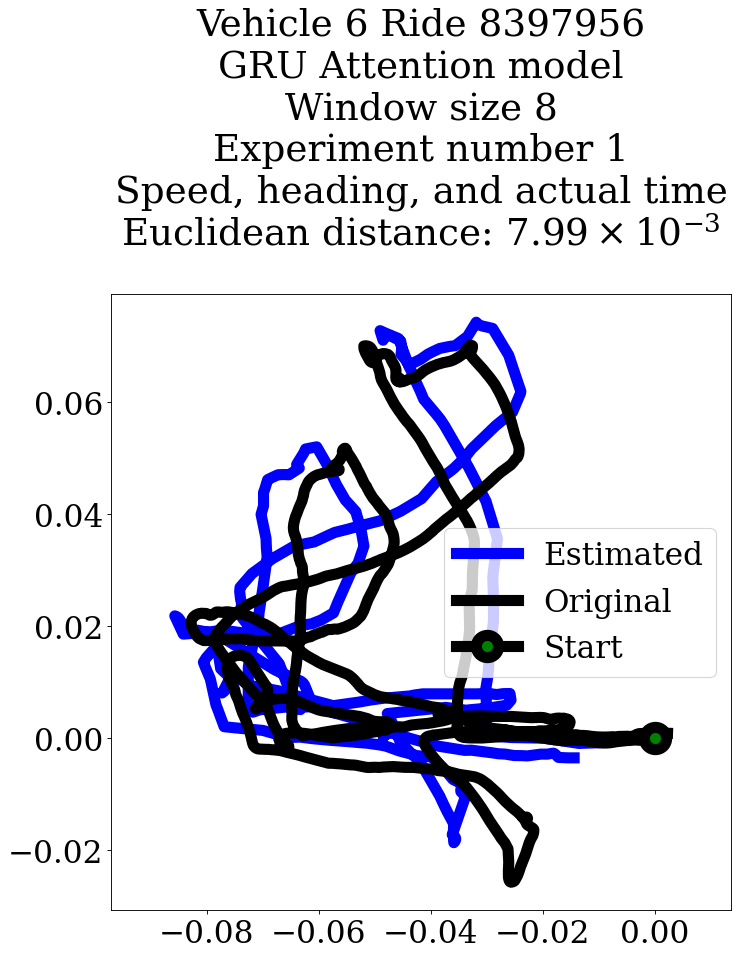 Vehicle 6 Ride 8397956
GRU Attention model
Window size 8
Experiment number 1
Speed, heading, and actual time
Euclidean distance: 7.99 × 10⁻³
0.06
0.04
0.02
0.00
−0.02
Estimated
Original
Start
−0.08
−0.06
−0.04
−0.02
0.00